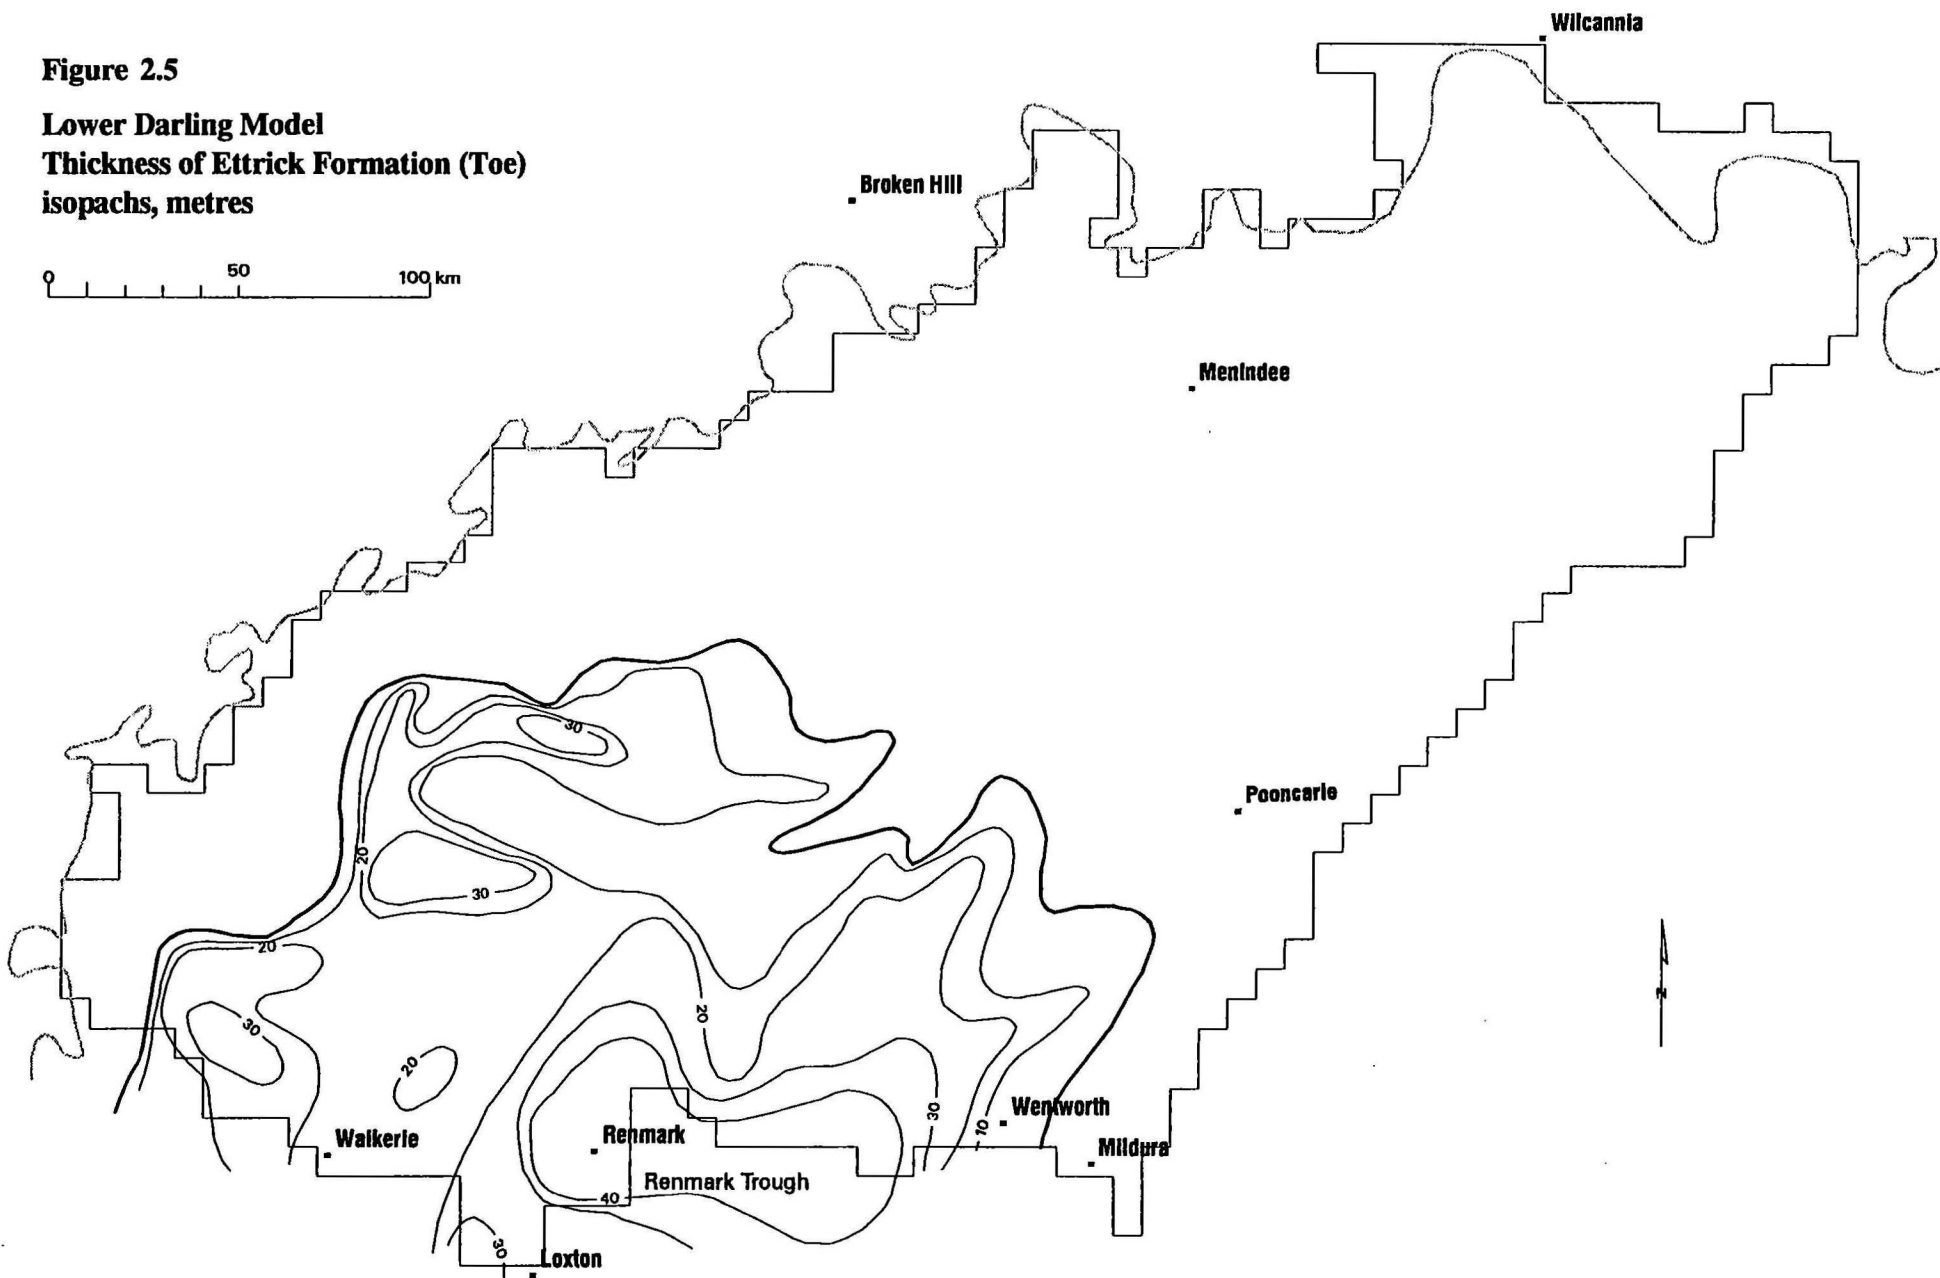 Figure 2.5
Lower Darling Model
Thickness of Ettrick Formation (Toe)
isopachs, metres
0 50 100 km
Wilcannia
Broken Hill
Menindee
Pooncarie
30
20
30
20
30
20
20
30
10
Wentworth
Mildura
Waikerie
Renmark
Renmark Trough
40
30
Loxton
N